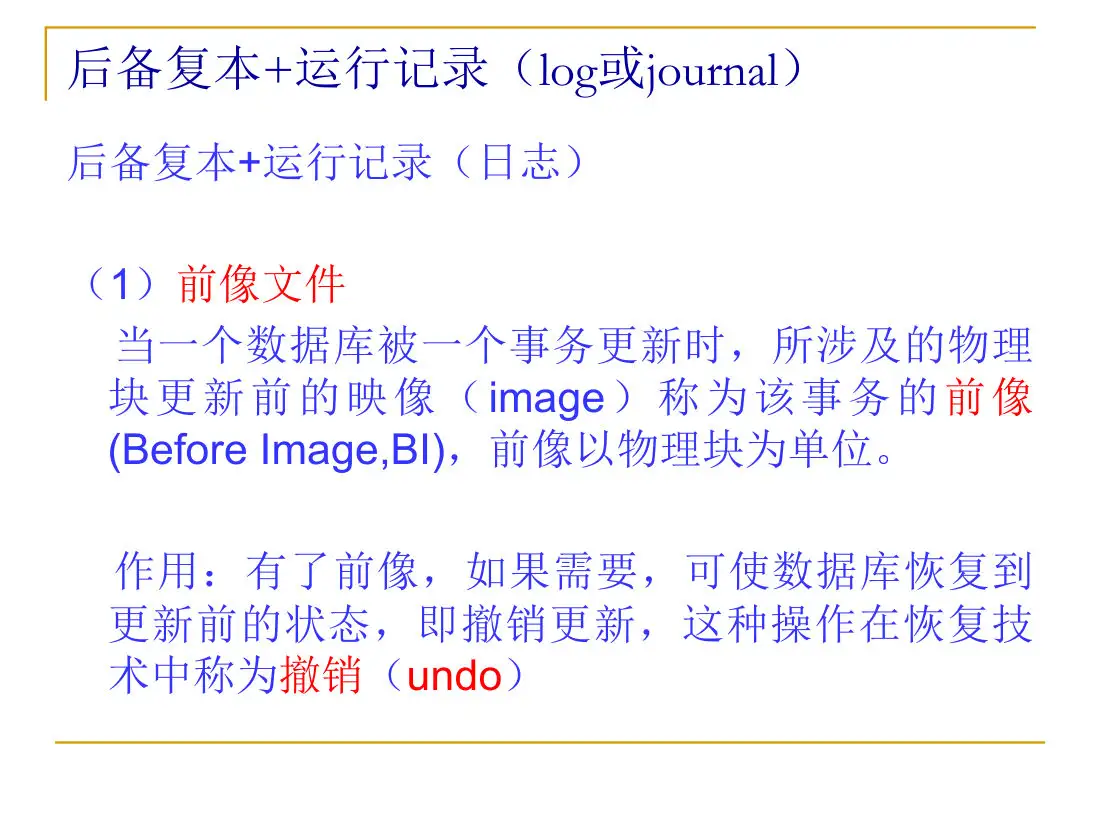 后备复本+运行记录（log或journal）
后备复本+运行记录（日志）
（1）前像文件
当一个数据库被一个事务更新时，所涉及的物理
块更新前的映像（image）称为该事务的前像
(Before Image,BI)，前像以物理块为单位。
作用：有了前像，如果需要，可使数据库恢复到
更新前的状态，即撤销更新，这种操作在恢复技
术中称为撤销（undo）